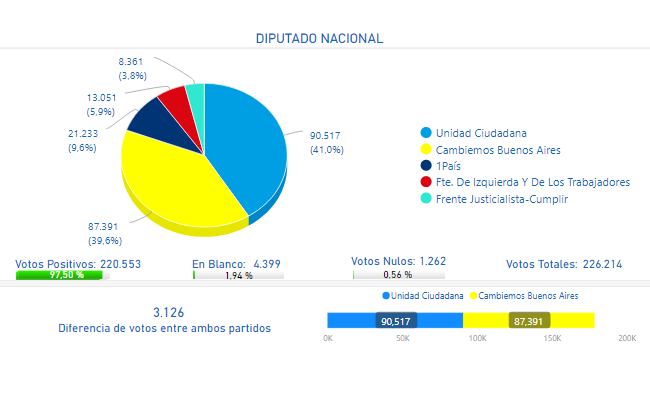 DIPUTADO NACIONAL
8.361
(3,8%)
13.051
(5,9%)
21.233
(9,6%)
90.517
(41,0%)
87.391
(39,6%)
Unidad Ciudadana
Cambiemos Buenos Aires
1País
Fte. De Izquierda Y De Los Trabajadores
Frente Justicialista-Cumplir
Votos Positivos: 220.553
97,50 %
En Blanco: 4.399
1,94 %
Votos Nulos: 1.262
0,56 %
Votos Totales: 226.214
3.126
Diferencia de votos entre ambos partidos
Unidad Ciudadana Cambiemos Buenos Aires
90,517 87,391
0K 50K 100K 150K 200K